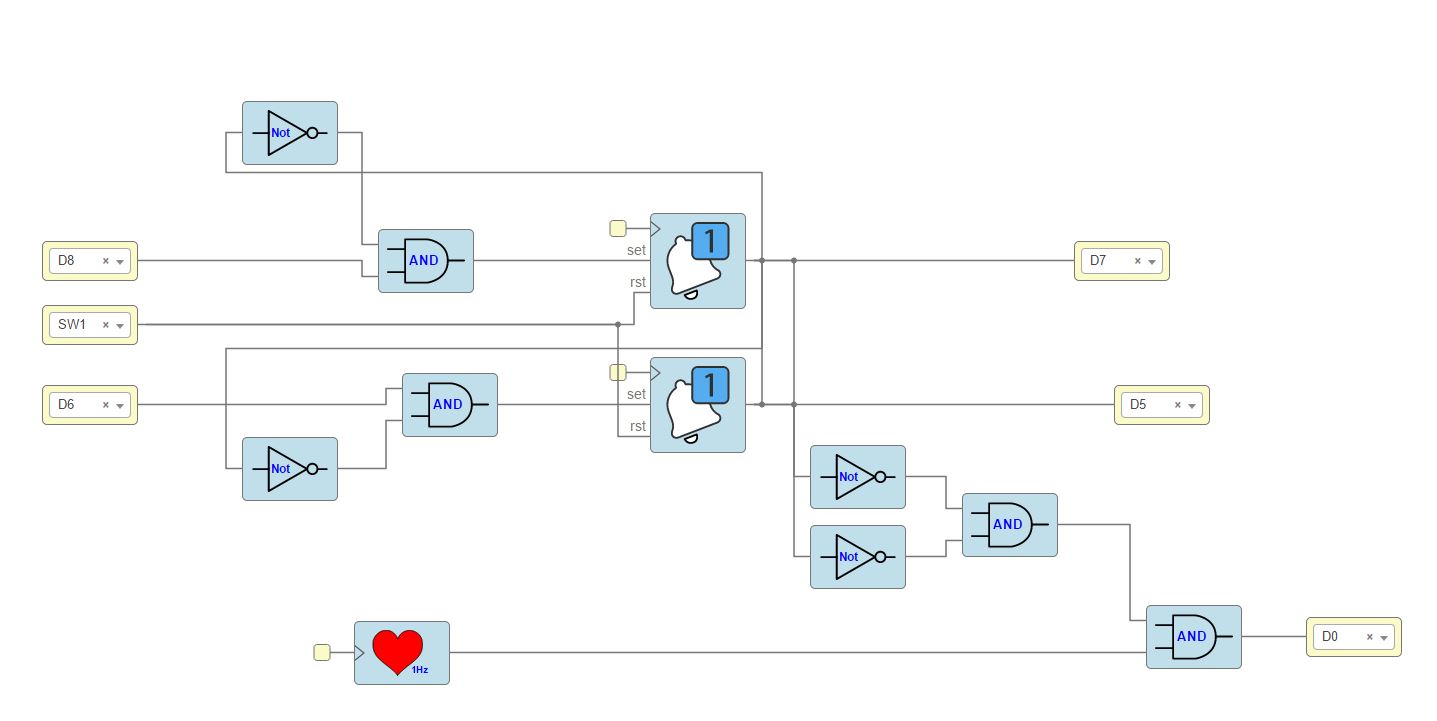 Not
D8 ×
AND
set
1
rst
D7 ×
SW1 ×
D6 ×
AND
set
1
rst
D5 ×
Not
Not
AND
Not
1Hz
AND
D0 ×